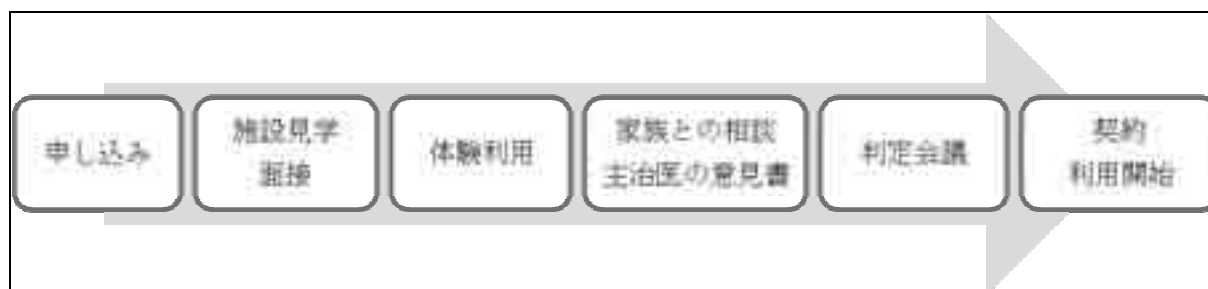 申し込み
施設見学
面接
体験利用
家族との相談
主治医の意見書
判定会議
契約
利用開始